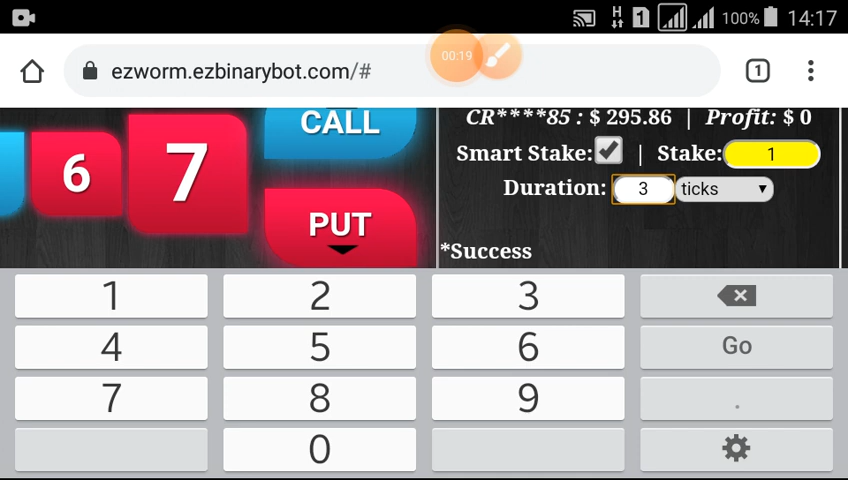 H 1 100% 14:17
ezworm.ezbinarybot.com/# 00:19 1
CALL
6 7
PUT
CR****85 : $ 295.86 | Profit: $ 0
Smart Stake: | Stake: 1
Duration: 3 ticks
*Success
1 2 3
4 5 6 Go
7 8 9 .
0